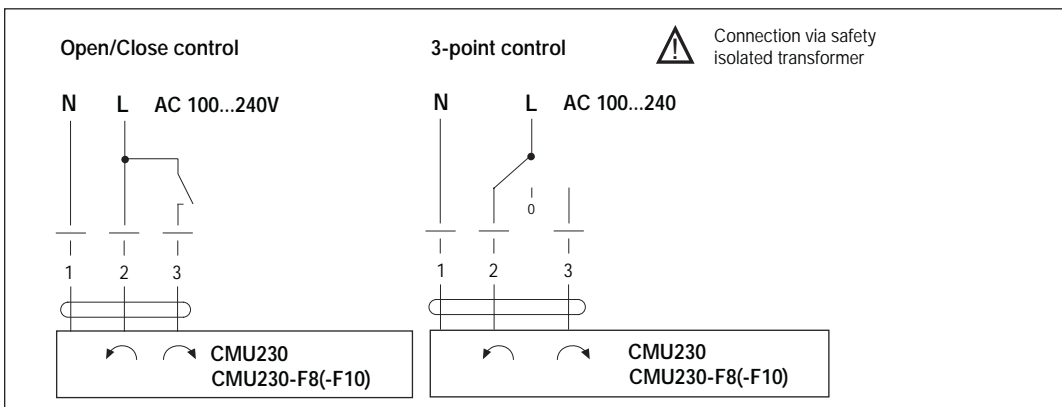 Open/Close control
3-point control
Connection via safety
isolated transformer
N L AC 100...240V
N L AC 100...240
0
1 2 3
1 2 3
CMU230
CMU230-F8(-F10)
CMU230
CMU230-F8(-F10)